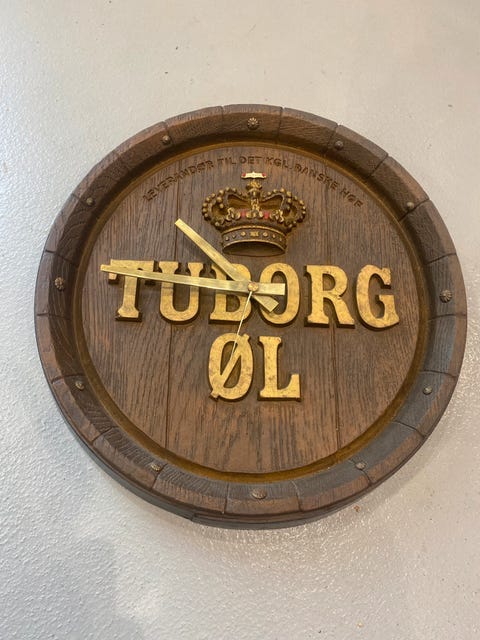 LEVERANDØR TIL DET KGL. DANSKE HOF
TUBORG
ØL